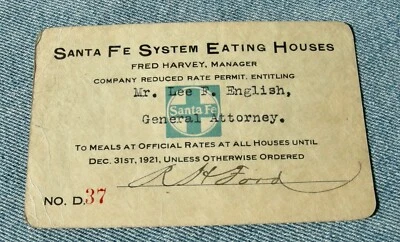 SANTA FE SYSTEM EATING HOUSES
FRED HARVEY, MANAGER
COMPANY REDUCED RATE PERMIT, ENTITLING
Mr. Lee F. English,
Santa Fe
General Attorney.
TO MEALS AT OFFICIAL RATES AT ALL HOUSES UNTIL
DEC. 31ST, 1921, UNLESS OTHERWISE ORDERED
R H Ford
NO. D.37